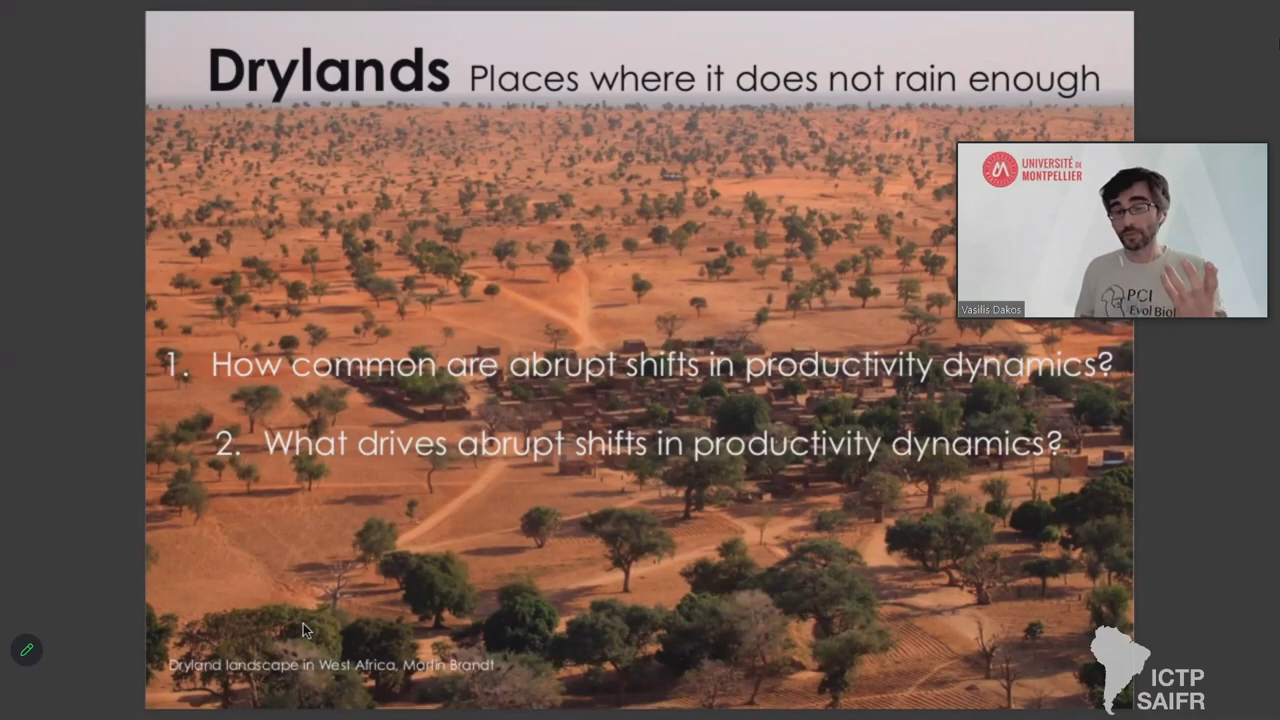 Drylands Places where it does not rain enough
UNIVERSITÉ DE
MONTPELLIER
PCI
Evol Biol
Vasilis Dakos
1. How common are abrupt shifts in productivity dynamics?
2. What drives abrupt shifts in productivity dynamics?
Dryland landscape in West Africa, Martin Brandt
ICTP
SAIFR